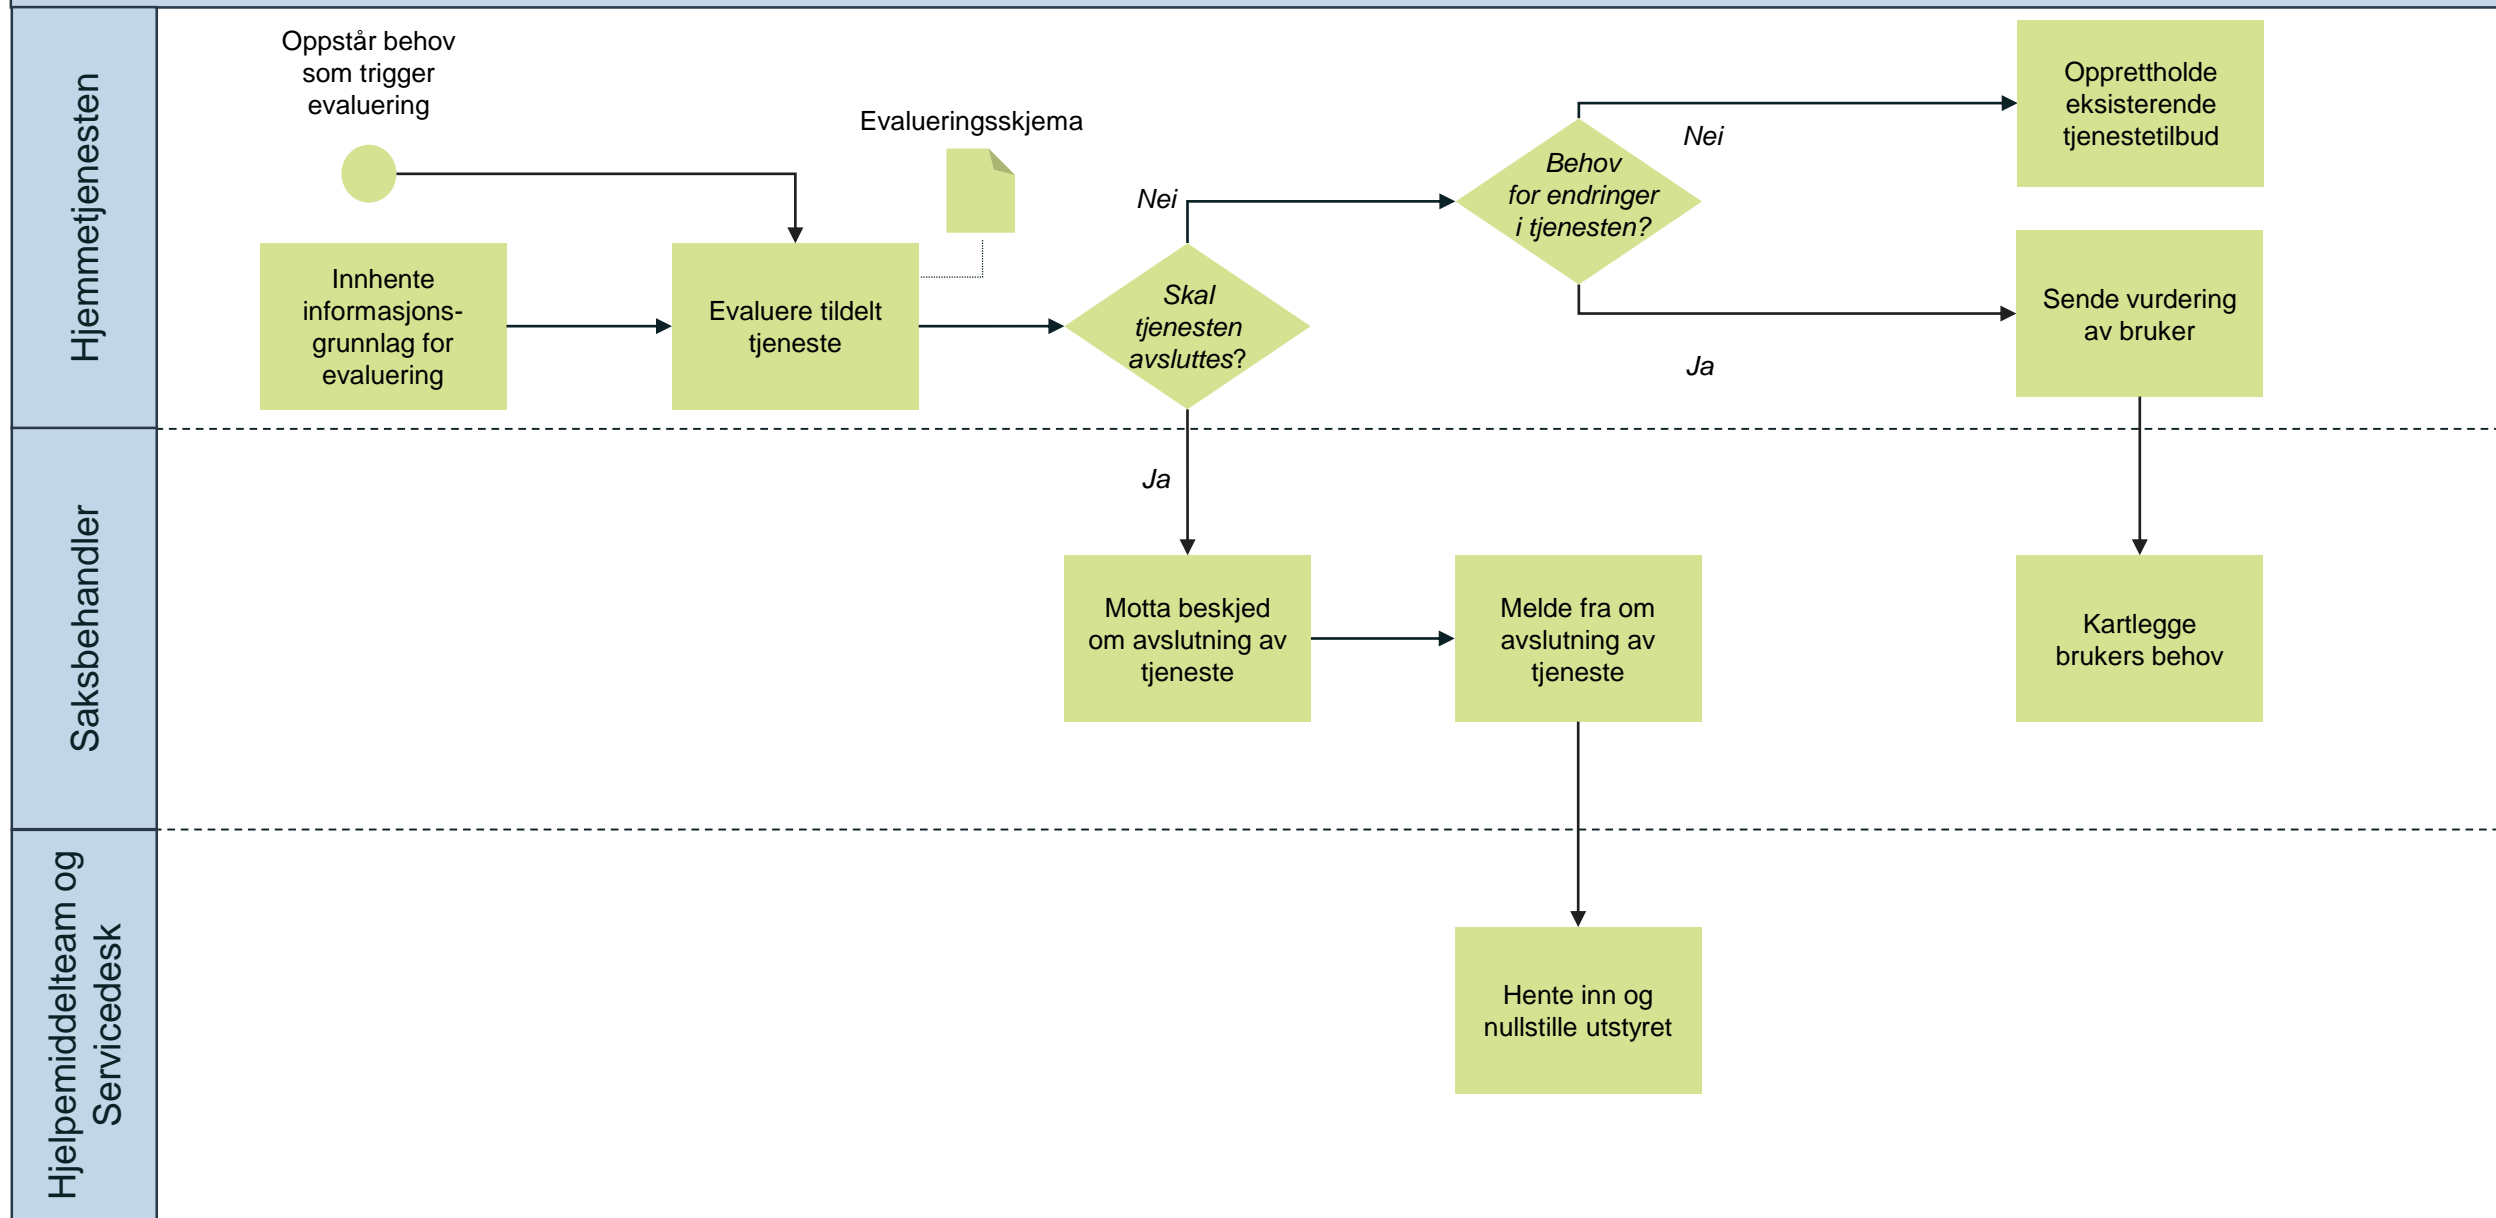 Hjemmetjenesten
Oppstår behov
som trigger
evaluering
Innhente
informasjons-
grunnlag for
evaluering
Evaluere tildelt
tjeneste
Evalueringsskjema
Skal
tjenesten
avsluttes?
Nei
Behov
for endringer
i tjenesten?
Nei
Opprettholde
eksisterende
tjenestetilbud
Ja
Sende vurdering
av bruker
Saksbehandler
Ja
Motta beskjed
om avslutning av
tjeneste
Melde fra om
avslutning av
tjeneste
Kartlegge
brukers behov
Hjelpemiddelteam og
Servicedesk
Hente inn og
nullstille utstyret